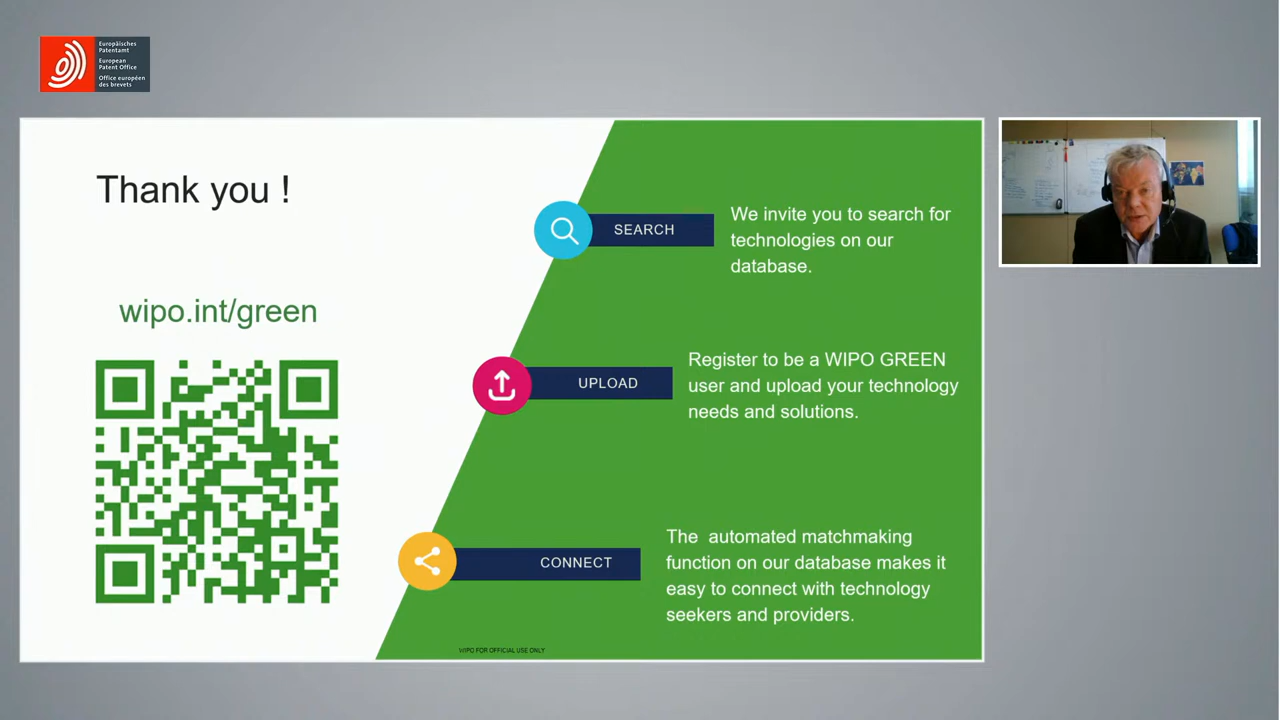 Europäisches
Patentamt
European
Patent Office
Office européen
des brevets
Thank you !
wipo.int/green
SEARCH
We invite you to search for
technologies on our
database.
UPLOAD
Register to be a WIPO GREEN
user and upload your technology
needs and solutions.
CONNECT
The automated matchmaking
function on our database makes it
easy to connect with technology
seekers and providers.
WIPO FOR OFFICIAL USE ONLY